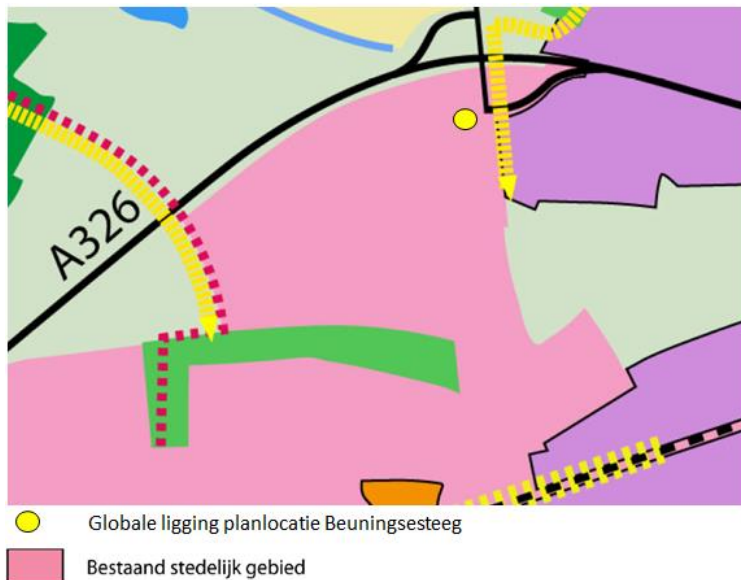 A326
Globale ligging planlocatie Beuningsesteeg
Bestaand stedelijk gebied